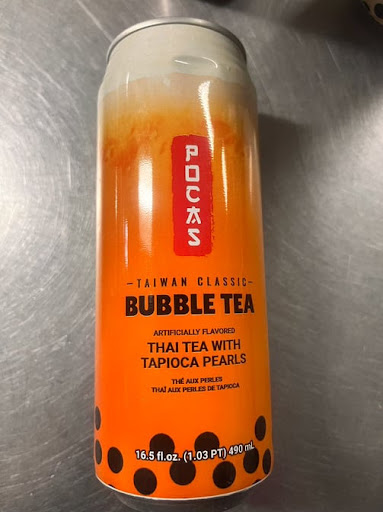 POCAS
-TAIWAN CLASSIC-
BUBBLE TEA
ARTIFICIALLY FLAVORED
THAI TEA WITH
TAPIOCA PEARLS
THÉ AUX PERLES
THAÏ AUX PERLES DE TAPIOCA
16.5 fl.oz. (1.03 PT) 490 mL